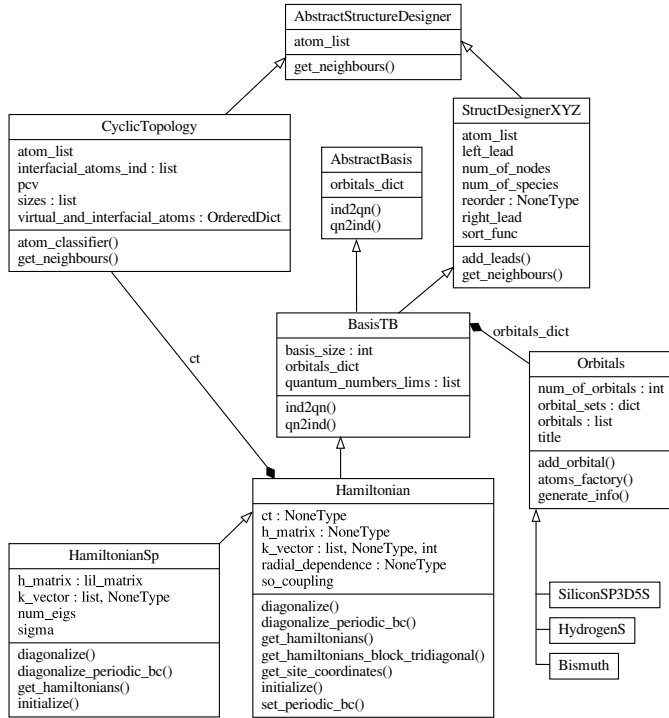 AbstractStructureDesigner
atom_list
get_neighbours()
CyclicTopology
atom_list
interfacial_atoms_ind : list
pcv
sizes : list
virtual_and_interfacial_atoms : OrderedDict
atom_classifier()
get_neighbours()
AbstractBasis
orbitals_dict
ind2qn()
qn2ind()
StructDesignerXYZ
atom_list
left_lead
num_of_nodes
num_of_species
reorder : NoneType
right_lead
sort_func
add_leads()
get_neighbours()
ct
BasisTB
basis_size : int
orbitals_dict
quantum_numbers_lims : list
ind2qn()
qn2ind()
orbitals_dict
Orbitals
num_of_orbitals : int
orbital_sets : dict
orbitals : list
title
add_orbital()
atoms_factory()
generate_info()
HamiltonianSp
h_matrix : lil_matrix
k_vector : list, NoneType
num_eigs
sigma
diagonalize()
diagonalize_periodic_bc()
get_hamiltonians()
initialize()
Hamiltonian
ct : NoneType
h_matrix : NoneType
k_vector : list, NoneType, int
radial_dependence : NoneType
so_coupling
diagonalize()
diagonalize_periodic_bc()
get_hamiltonians()
get_hamiltonians_block_tridiagonal()
get_site_coordinates()
initialize()
set_periodic_bc()
SiliconSP3D5S
HydrogenS
Bismuth